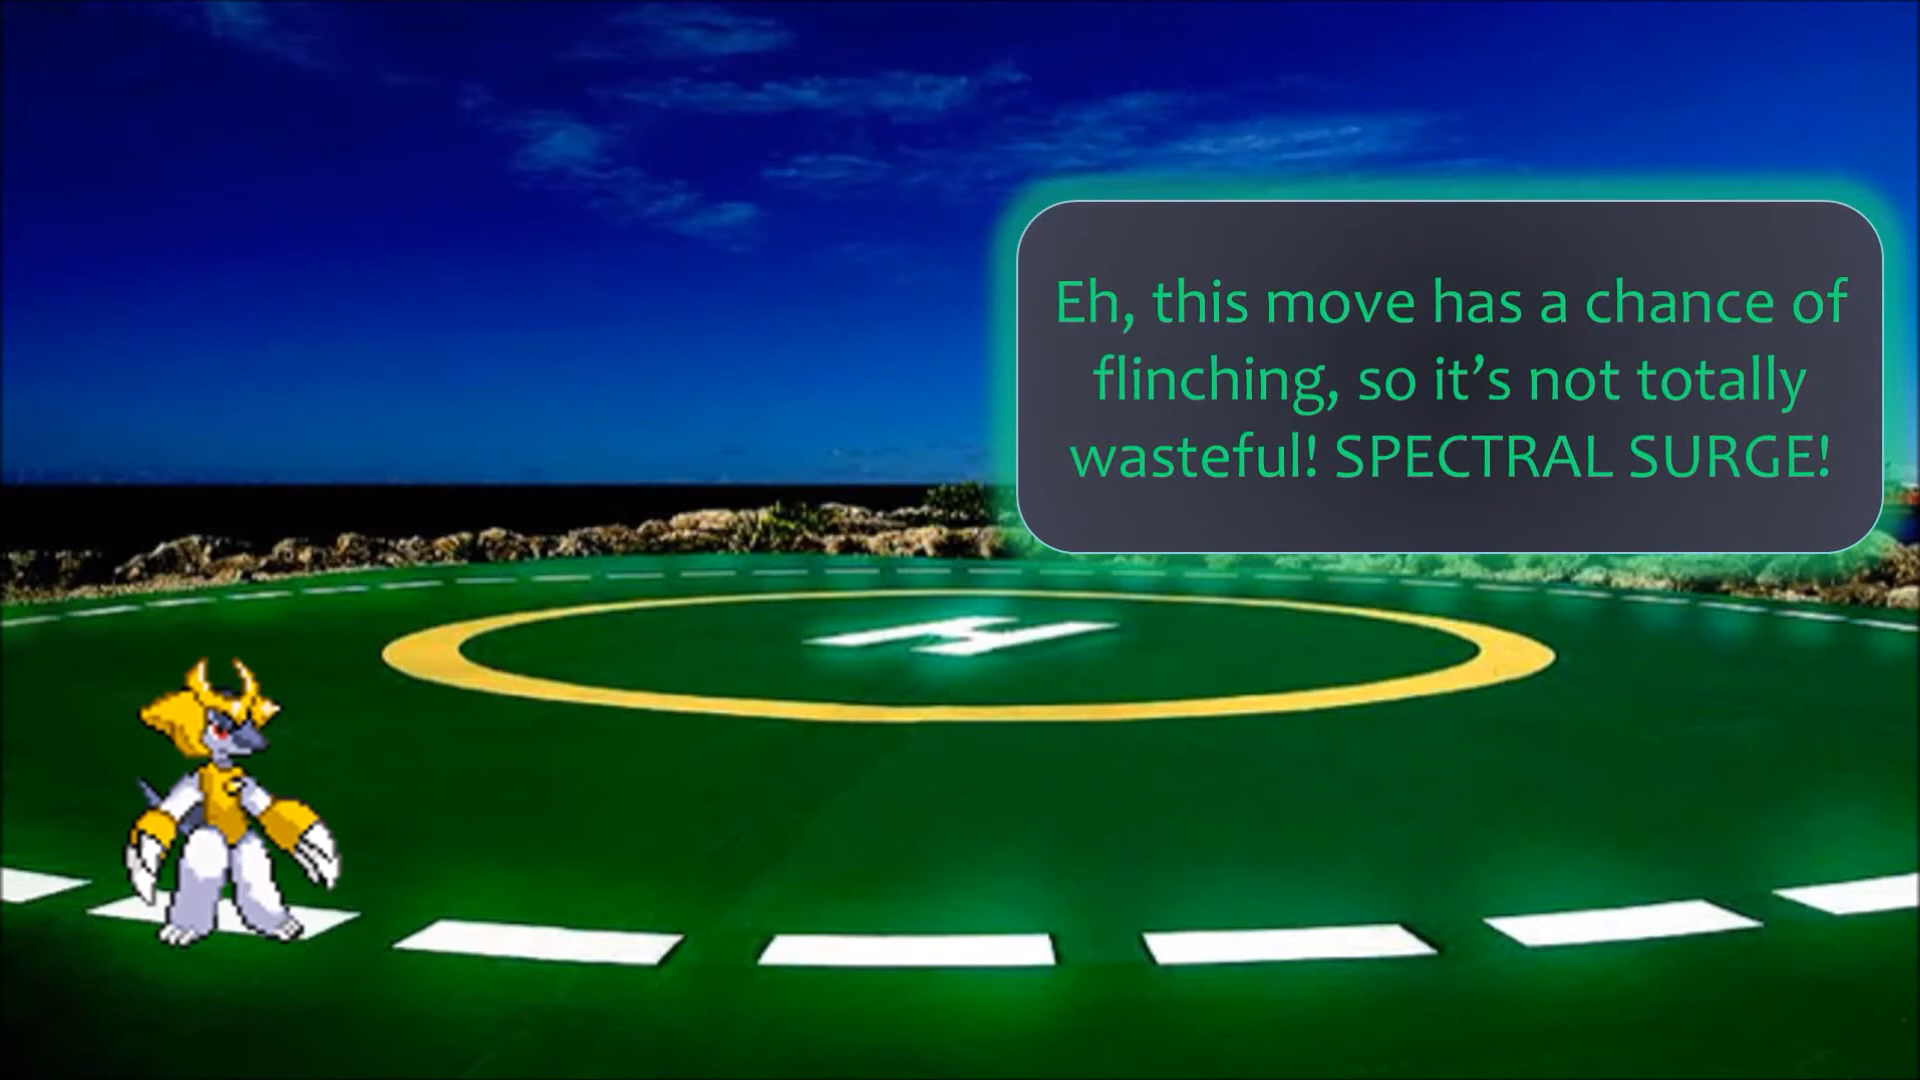 Eh, this move has a chance of
flinching, so it’s not totally
wasteful! SPECTRAL SURGE!
H